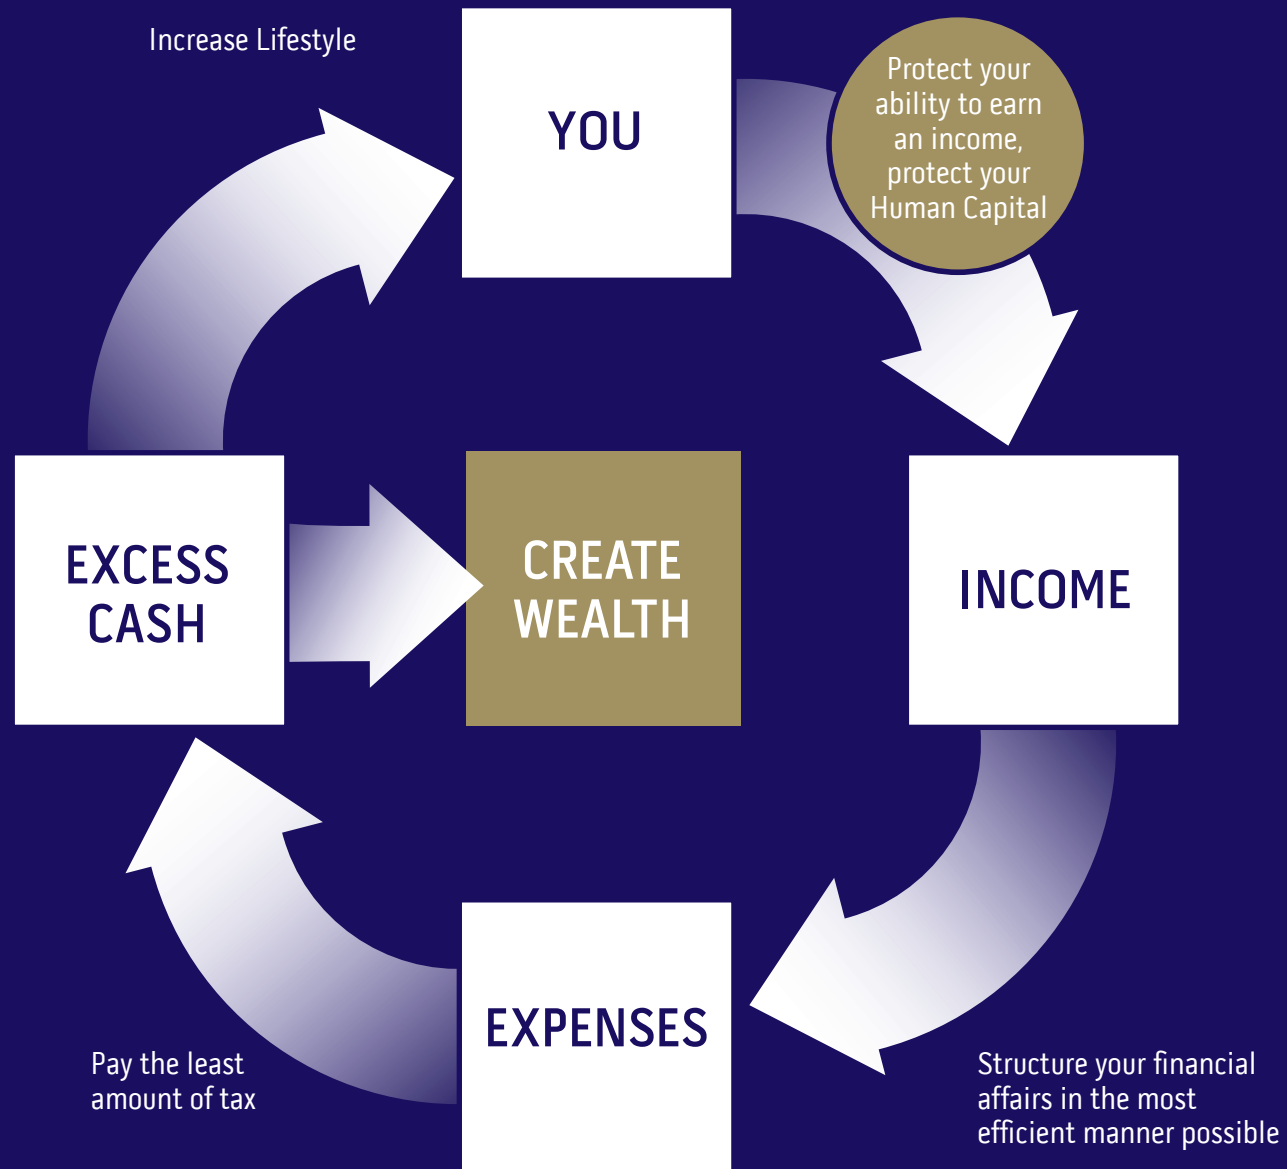 Increase Lifestyle
YOU
Protect your
ability to earn
an income,
protect your
Human Capital
EXCESS
CASH
CREATE
WEALTH
INCOME
EXPENSES
Pay the least
amount of tax
Structure your financial
affairs in the most
efficient manner possible